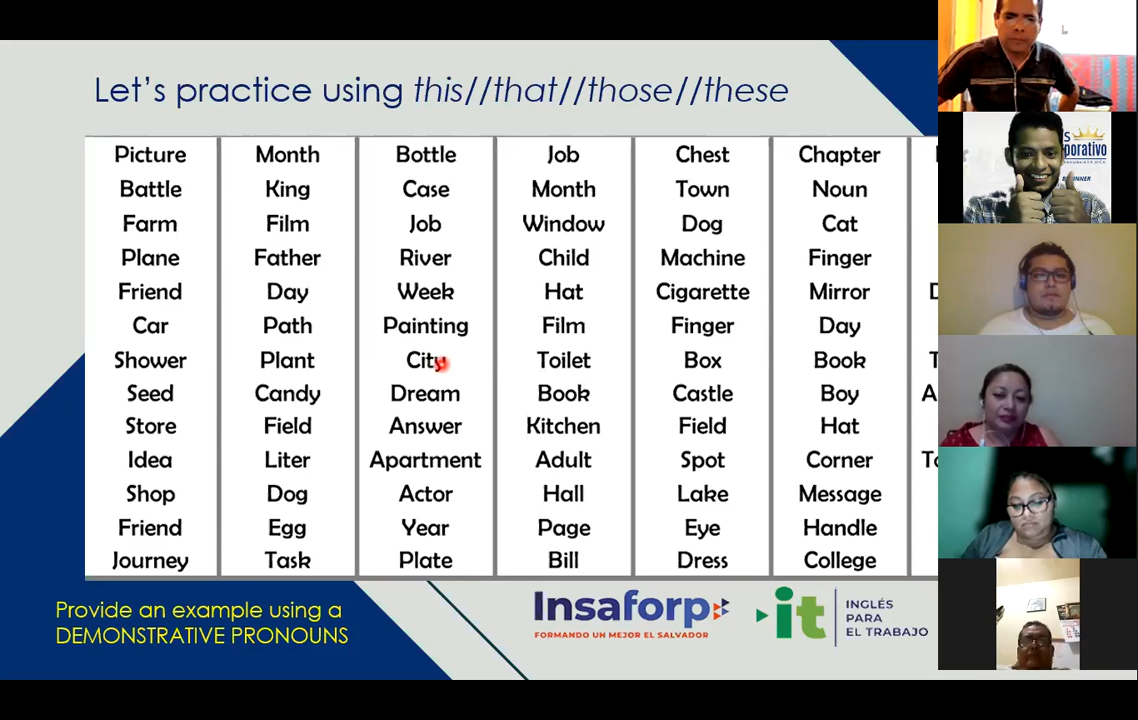 Let's practice using this//that//those//these
Picture Month Bottle Job Chest Chapter
Battle King Case Month Town Noun
Farm Film Job Window Dog Cat
Plane Father River Child Machine Finger
Friend Day Week Hat Cigarette Mirror
Car Path Painting Film Finger Day
Shower Plant City Toilet Box Book
Seed Candy Dream Book Castle Boy
Store Field Answer Kitchen Field Hat
Idea Liter Apartment Adult Spot Corner
Shop Dog Actor Hall Lake Message
Friend Egg Year Page Eye Handle
Journey Task Plate Bill Dress College
Provide an example using a
DEMONSTRATIVE PRONOUNS
Insaforp
FORMANDO UN MEJOR EL SALVADOR
it
INGLÉS
PARA
EL TRABAJO